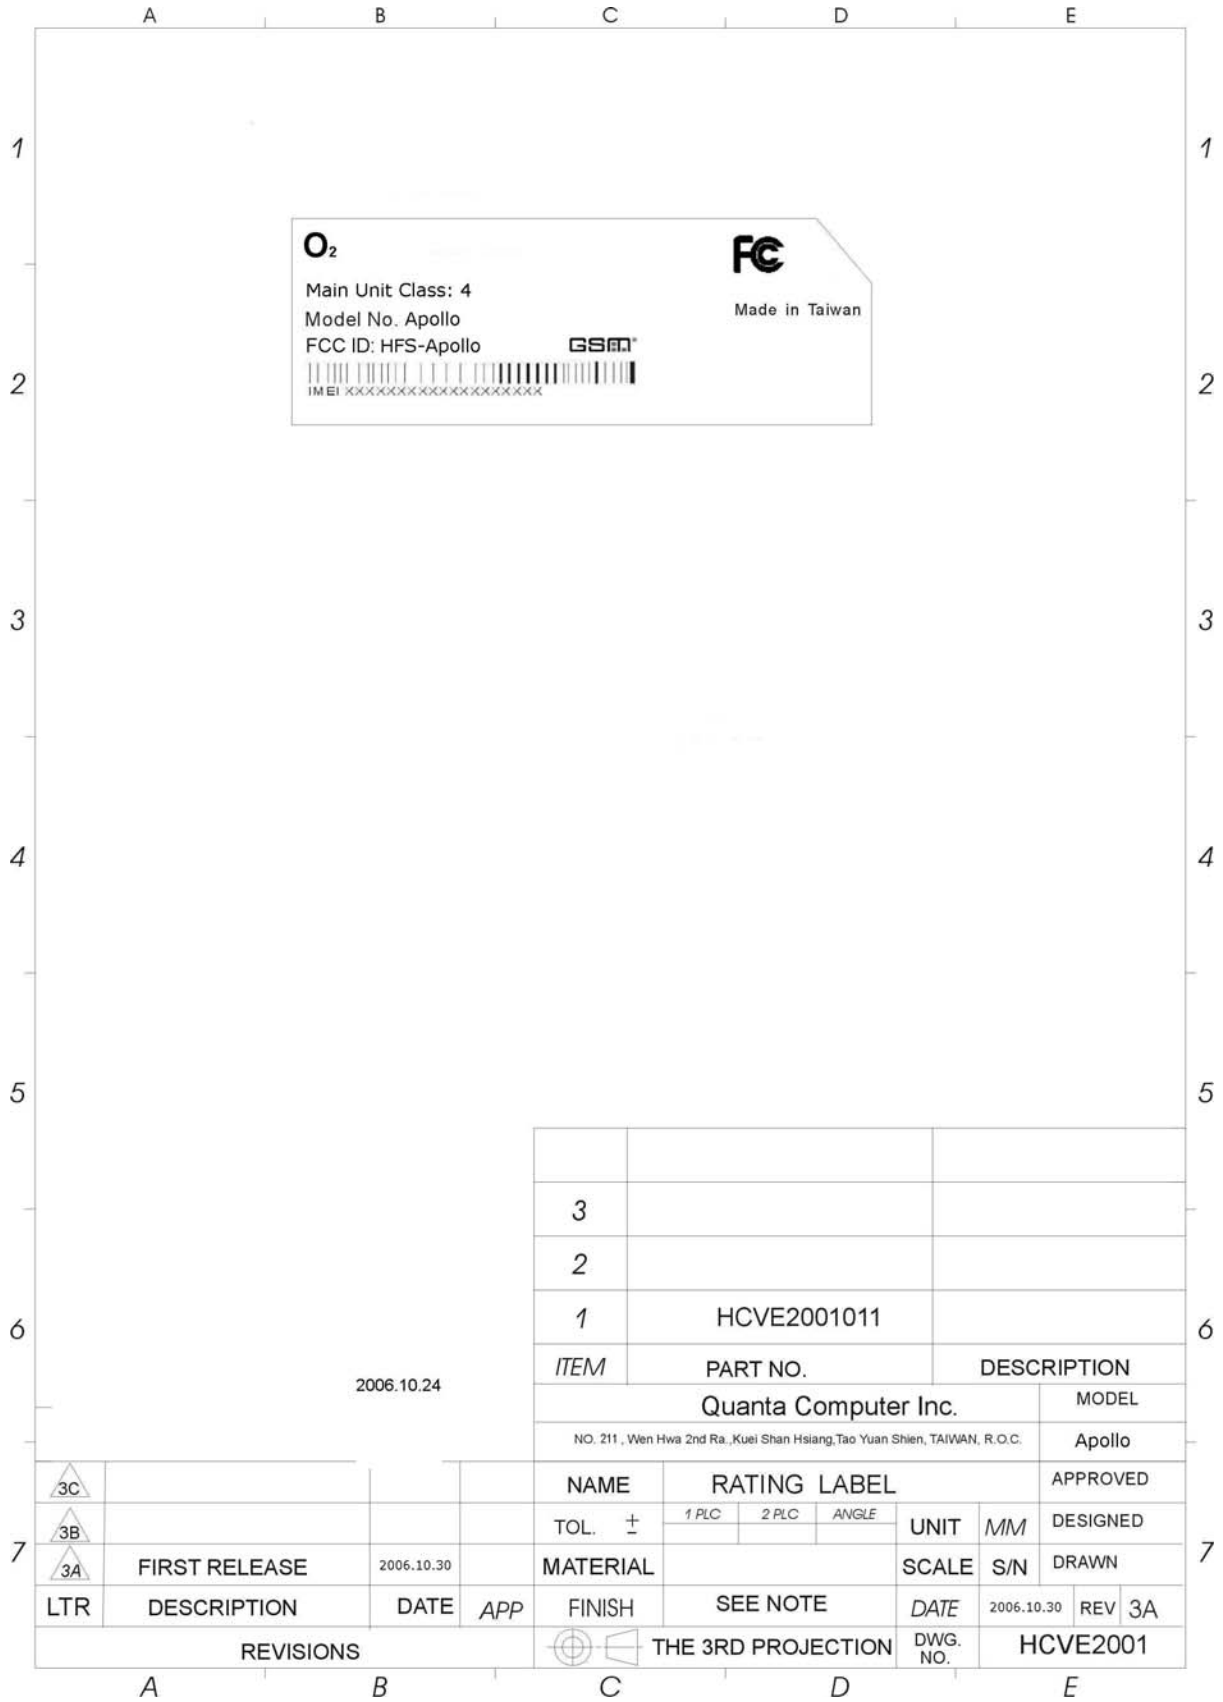 A B C D E
1 1
O2 FC
Main Unit Class: 4
Made in Taiwan
Model No. Apollo
FCC ID: HFS-Apollo GSM
2 2
IMEI XXXXXXXXXXXXXXXXXXX
3 3
4 4
5 5
3
2
1 HCVE2001011
6 6
ITEM PART NO. DESCRIPTION
2006.10.24
Quanta Computer Inc. MODEL
NO. 211 , Wen Hwa 2nd Ra.,Kuei Shan Hsiang,Tao Yuan Shien, TAIWAN, R.O.C. Apollo
3C NAME RATING LABEL APPROVED
3B TOL. ± 1 PLC 2 PLC ANGLE UNIT MM DESIGNED
7 7
3A FIRST RELEASE 2006.10.30 MATERIAL SCALE S/N DRAWN
LTR DESCRIPTION DATE APP FINISH SEE NOTE DATE 2006.10.30 REV 3A
REVISIONS THE 3RD PROJECTION DWG. NO. HCVE2001
A B C D E